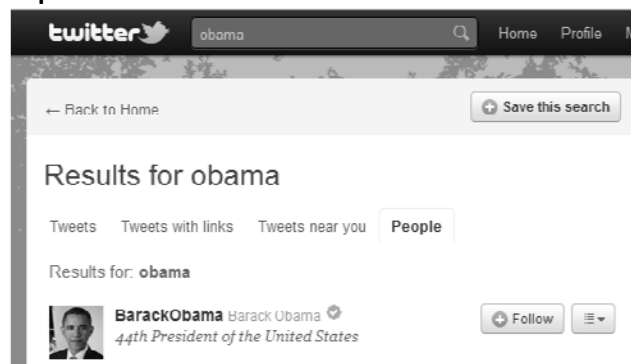 twitter obama Home Profile
← Back to Home Save this search
Results for obama
Tweets Tweets with links Tweets near you People
Results for: obama
BarackObama Barack Obama Follow
44th President of the United States